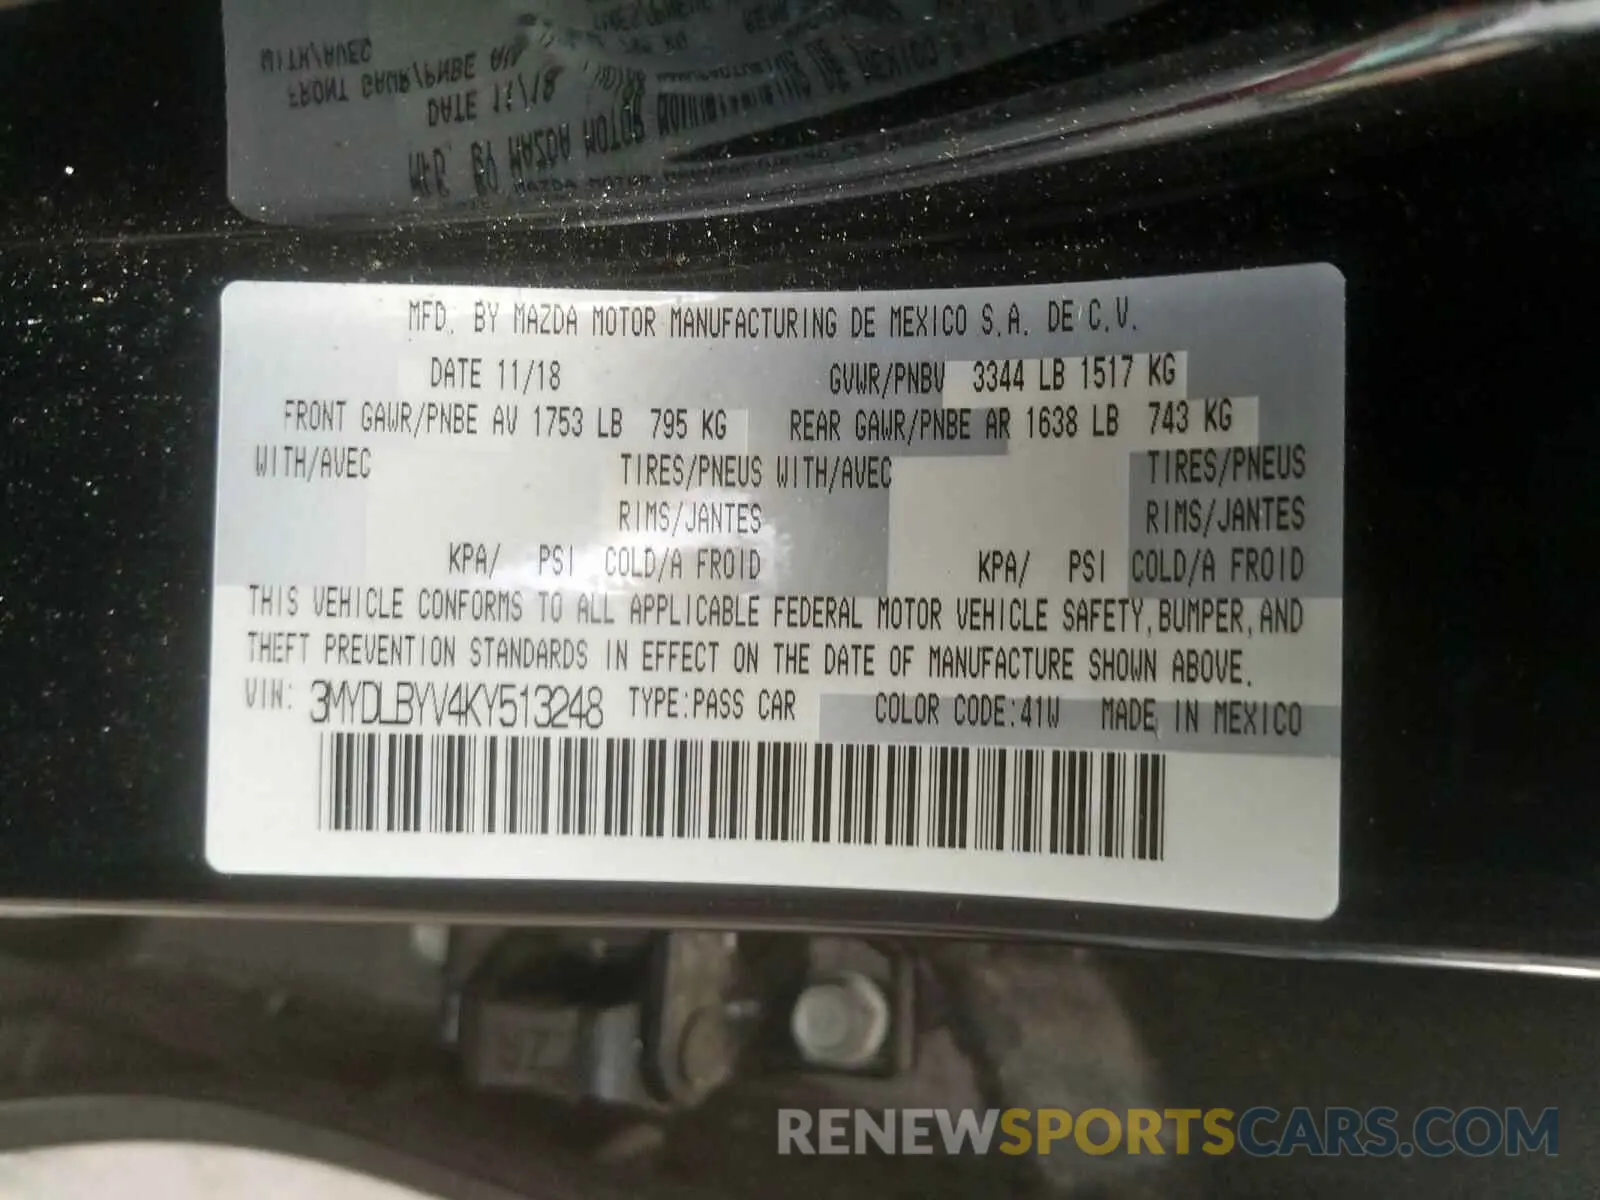 MFD. BY MAZDA MOTOR MANUFACTURING DE MEXICO S.A. DE C.V.
DATE 11/18 GVWR/PNBV 3344 LB 1517 KG
FRONT GAWR/PNBE AV 1753 LB 795 KG REAR GAWR/PNBE AR 1638 LB 743 KG
WITH/AVEC TIRES/PNEUS WITH/AVEC TIRES/PNEUS
RIMS/JANTES RIMS/JANTES
KPA/ PSI COLD/A FROID KPA/ PSI COLD/A FROID
THIS VEHICLE CONFORMS TO ALL APPLICABLE FEDERAL MOTOR VEHICLE SAFETY, BUMPER, AND
THEFT PREVENTION STANDARDS IN EFFECT ON THE DATE OF MANUFACTURE SHOWN ABOVE.
VIN: 3MYDLBYV4KY513248 TYPE:PASS CAR COLOR CODE:41W MADE IN MEXICO
RENEWSPORTSCARS.COM